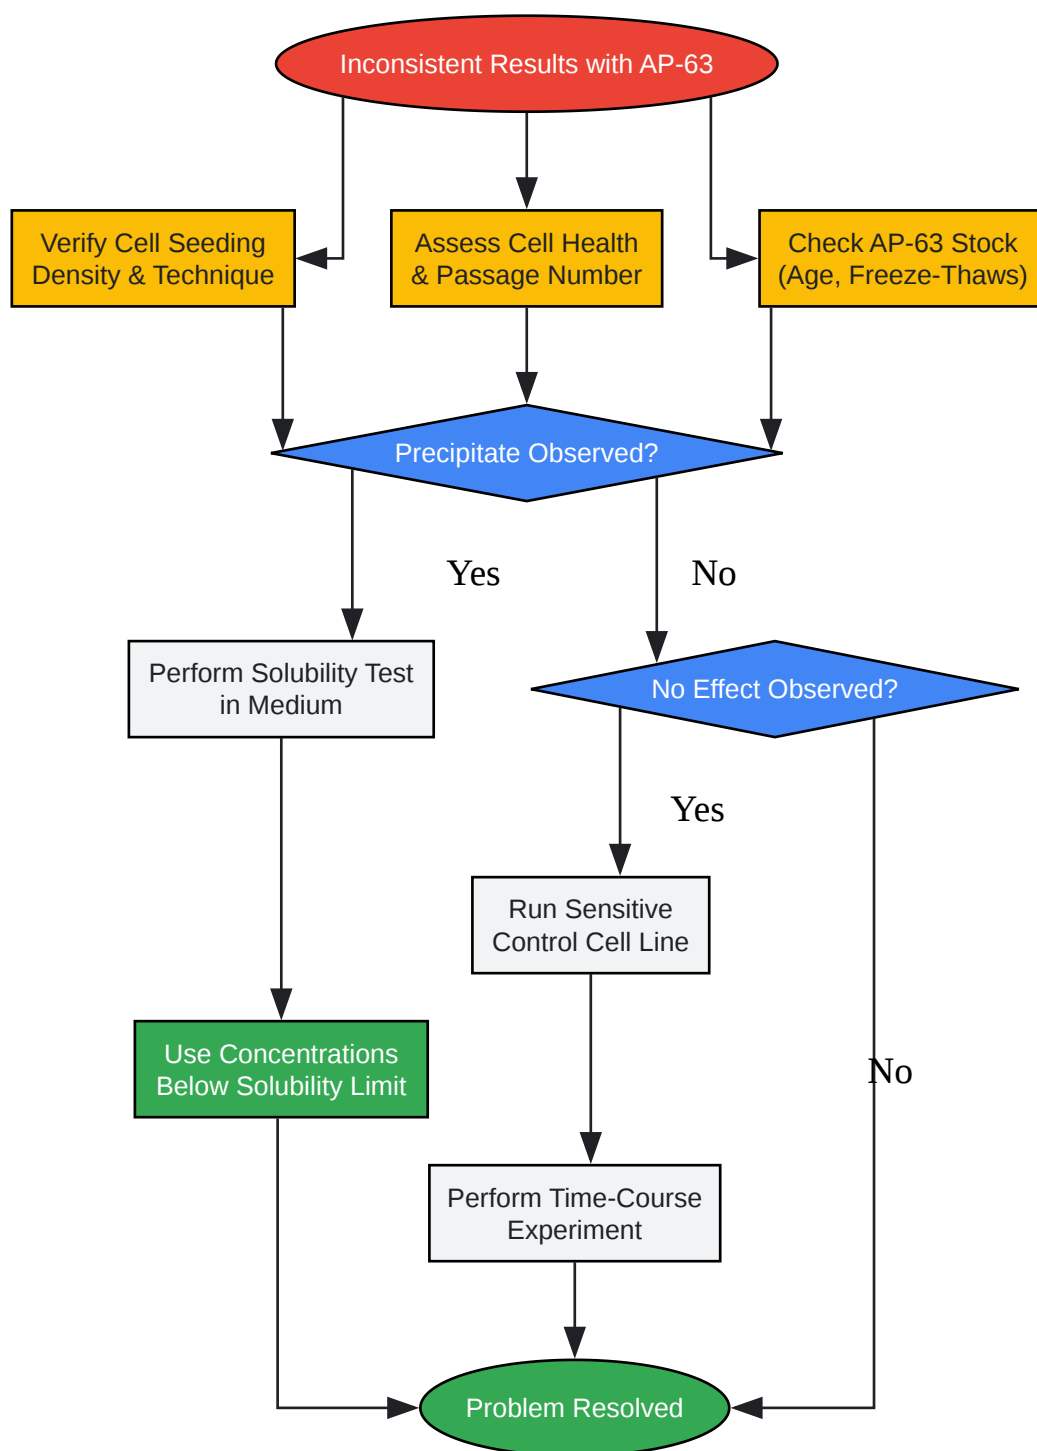 Inconsistent Results with AP-63
Verify Cell Seeding
Density & Technique
Assess Cell Health
& Passage Number
Check AP-63 Stock
(Age, Freeze-Thaws)
Precipitate Observed?
Yes
No
Perform Solubility Test
in Medium
No Effect Observed?
Yes
Run Sensitive
Control Cell Line
Use Concentrations
Below Solubility Limit
No
Perform Time-Course
Experiment
Problem Resolved